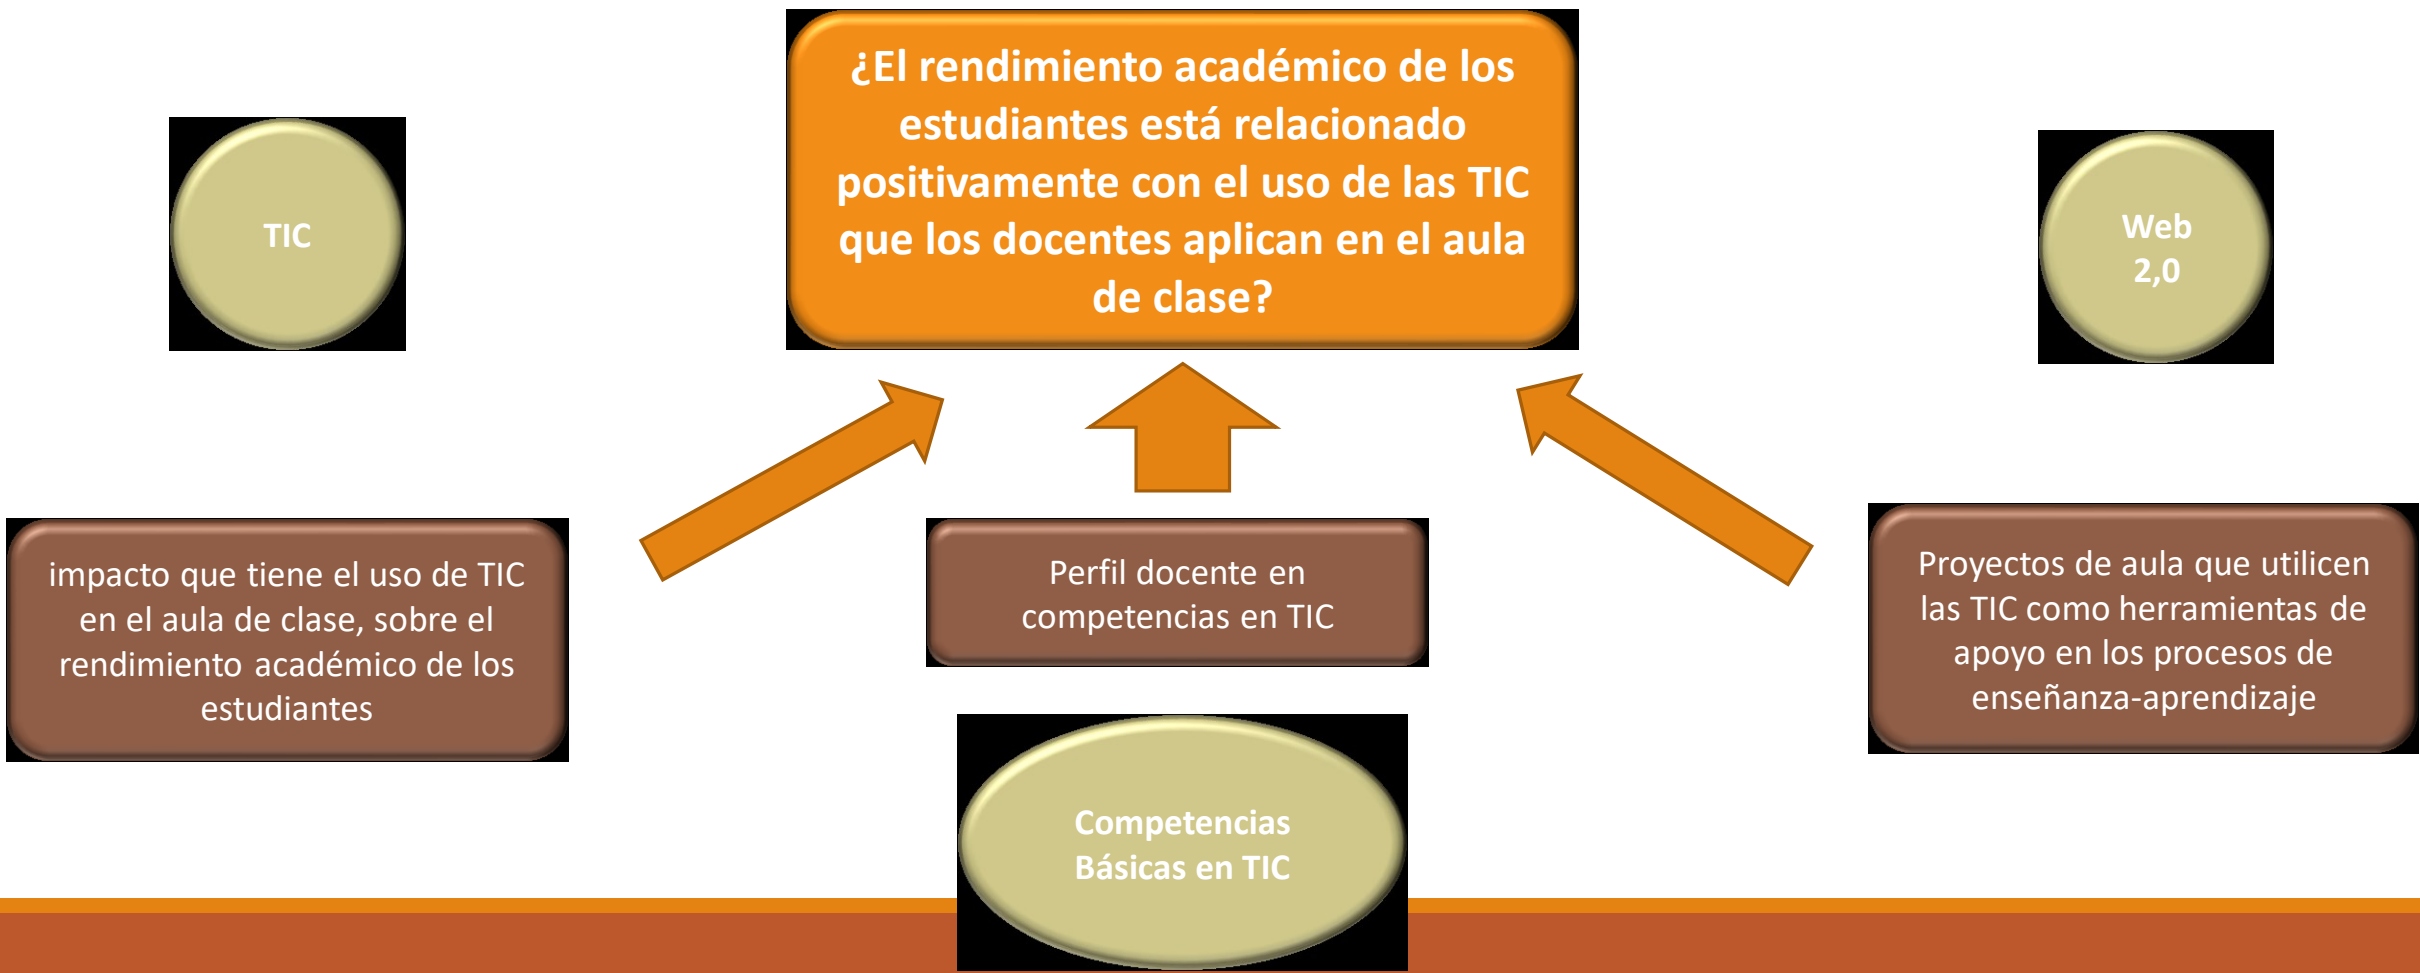 ¿El rendimiento académico de los
estudiantes está relacionado
positivamente con el uso de las TIC
que los docentes aplican en el aula
de clase?
TIC
Web
2,0
impacto que tiene el uso de TIC
en el aula de clase, sobre el
rendimiento académico de los
estudiantes
Perfil docente en
competencias en TIC
Proyectos de aula que utilicen
las TIC como herramientas de
apoyo en los procesos de
enseñanza-aprendizaje
Competencias
Básicas en TIC